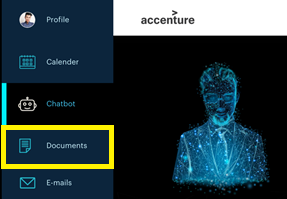 Profile
accenture
Calender
Chatbot
Documents
E-mails